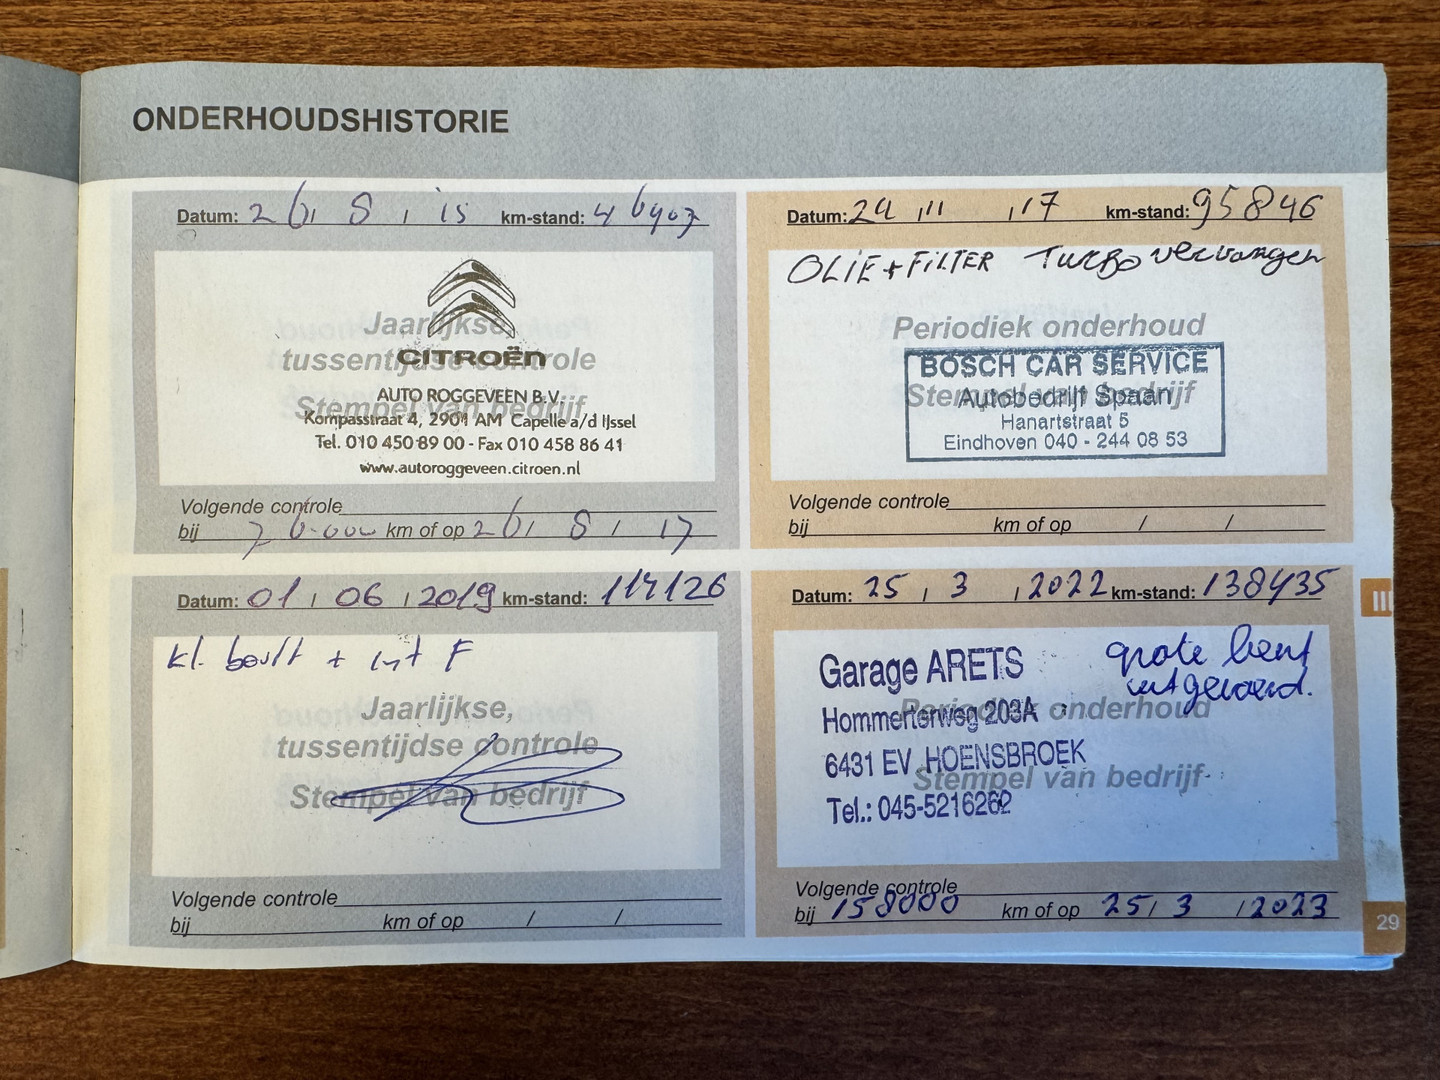 ONDERHOUDSHISTORIE
Datum: 26 / 8 / 15 km-stand: 46907
Jaarlijkse,
tussentijdse controle
Stempel van bedrijf
CITROËN
AUTO ROGGEVEEN B.V.
Kompasstraat 4, 2901 AM Capelle a/d IJssel
Tel. 010 450 89 00 - Fax 010 458 86 41
www.autoroggeveen.citroen.nl
Volgende controle
bij 76.000 km of op 26 / 8 / 17
Datum: 24 / 11 / 17 km-stand: 95846
OLIE + FILTER TURBO vervangen
Periodiek onderhoud
Stempel van bedrijf
BOSCH CAR SERVICE
Autobedrijf Spaan
Hanartstraat 5
Eindhoven 040 - 244 08 53
Volgende controle
bij km of op / /
Datum: 01 / 06 / 2019 km-stand: 114126
kl. beurt + int F
Jaarlijkse,
tussentijdse controle
Stempel van bedrijf
Volgende controle
bij km of op / /
Datum: 25 / 3 / 2022 km-stand: 138435
grote beurt
uitgevoerd.
Periodiek onderhoud
Stempel van bedrijf
Garage ARETS
Hommerterweg 203A
6431 EV HOENSBROEK
Tel.: 045-5216262
Volgende controle
bij 158000 km of op 25 / 3 / 2023
III
29